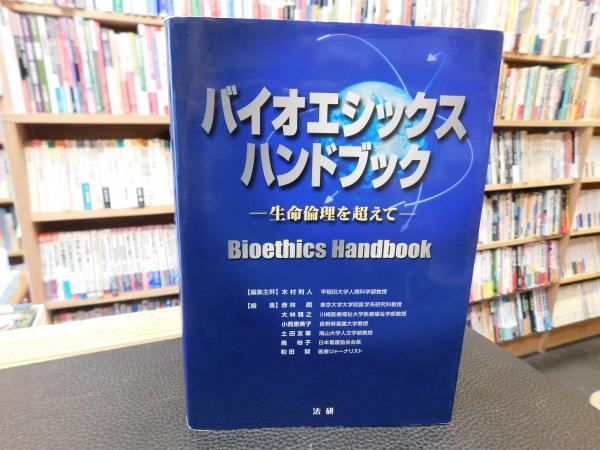 バイオエシックス
ハンドブック
―生命倫理を超えて―
Bioethics Handbook
【編集主幹】 木村利人 早稲田大学人間科学部教授
【編 集】 赤林 朗 東京大学大学院医学系研究科教授
大林雅之 川崎医療福祉大学医療福祉学部教授
小西恵美子 長野県看護大学教授
土田友章 南山大学人文学部教授
南 裕子 日本看護協会会長
和田 努 医療ジャーナリスト
法研